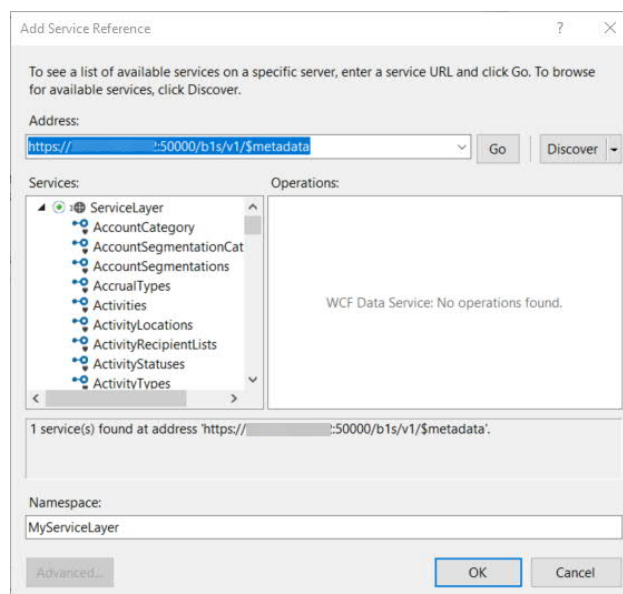 Add Service Reference
To see a list of available services on a specific server, enter a service URL and click Go. To browse
for available services, click Discover.
Address:
https:// :50000/b1s/v1/$metadata
Go
Discover
Services:
Operations:
ServiceLayer
AccountCategory
AccountSegmentationCat
AccountSegmentations
AccrualTypes
Activities
ActivityLocations
ActivityRecipientLists
ActivityStatuses
ActivityTypes
WCF Data Service: No operations found.
1 service(s) found at address 'https:// :50000/b1s/v1/$metadata'.
Namespace:
MyServiceLayer
Advanced...
OK
Cancel